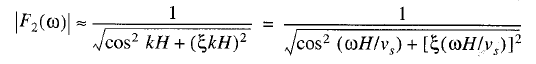 |F₂(ω)| ≈ 1 / √(cos² kH + (ξkH)²) = 1 / √(cos² (ωH/vₛ) + [ξ(ωH/vₛ)]²)